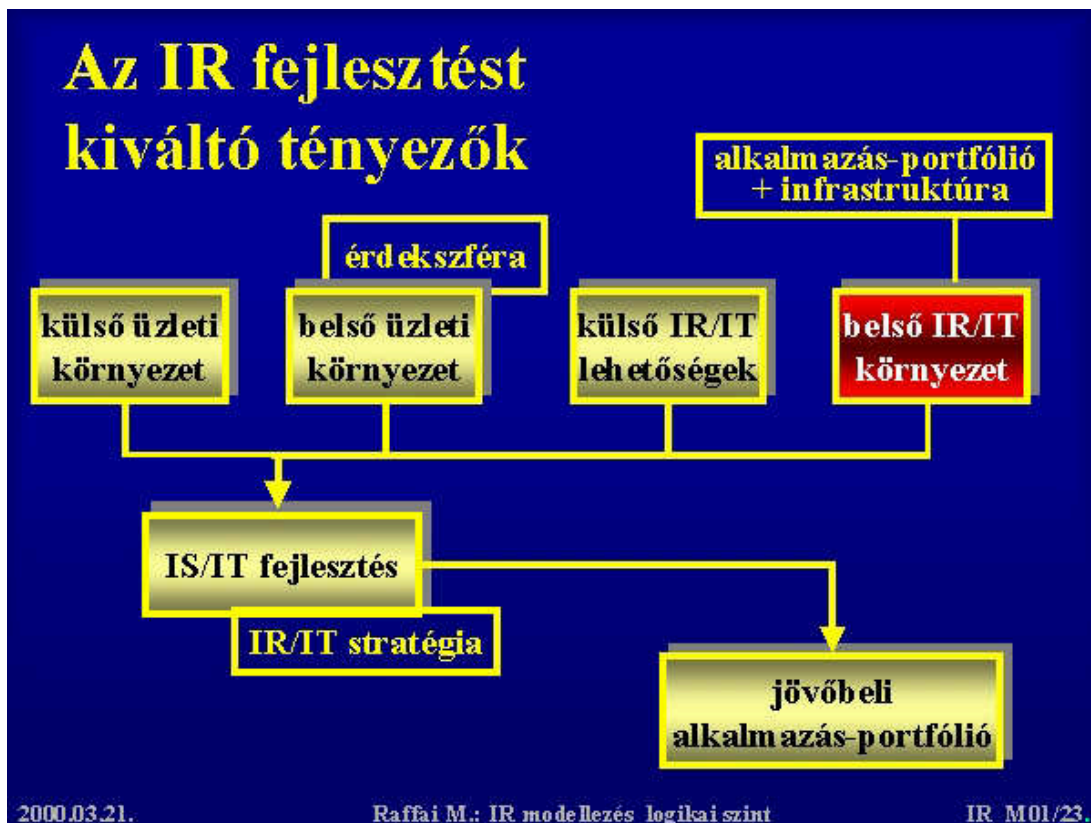 Az IR fejlesztést
kiváltó tényezők
alkalmazás-portfólió
+ infrastruktúra
érdekszféra
külső üzleti
környezet
belső üzleti
környezet
külső IR/IT
lehetőségek
belső IR/IT
környezet
IS/IT fejlesztés
IR/IT stratégia
jövőbeli
alkalmazás-portfólió
2000.03.21.
Raffai M.: IR modellezés logikai szint
IR_M01/23.